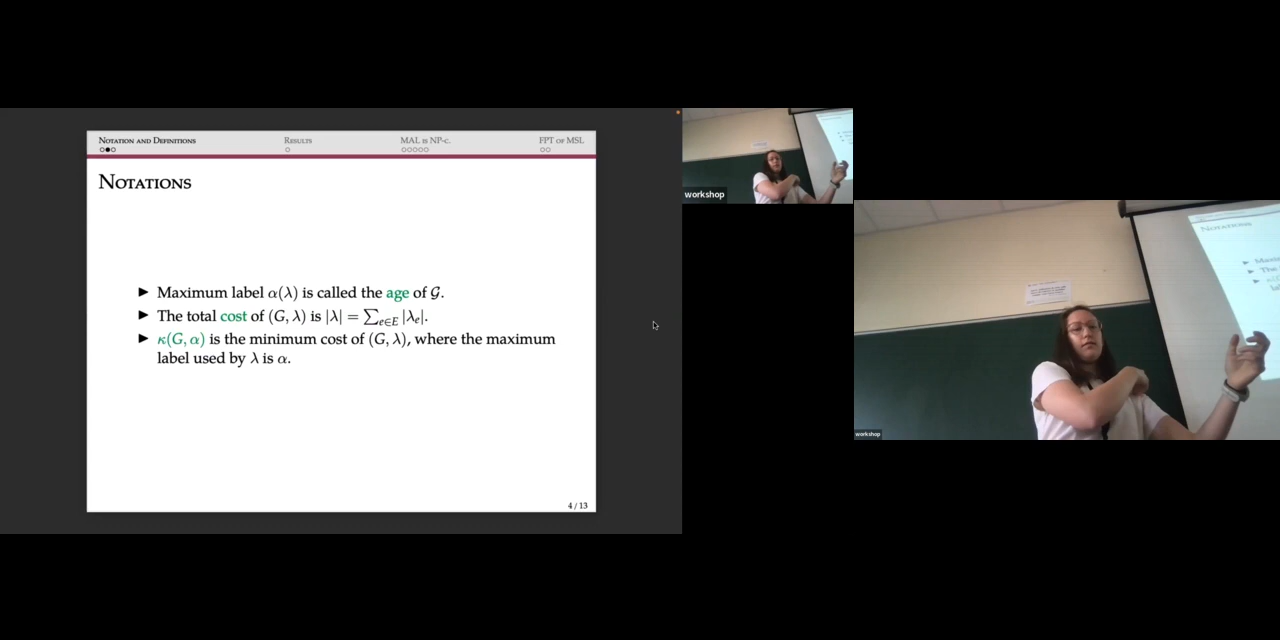 Notation and Definitions Results MAL is NP-c. FPT of MSL
Notations
▶ Maximum label α(λ) is called the age of 𝒢.
▶ The total cost of (G, λ) is |λ| = ∑e∈E |λe|.
▶ κ(G, α) is the minimum cost of (G, λ), where the maximum
label used by λ is α.
4 / 13
workshop
Notations
workshop